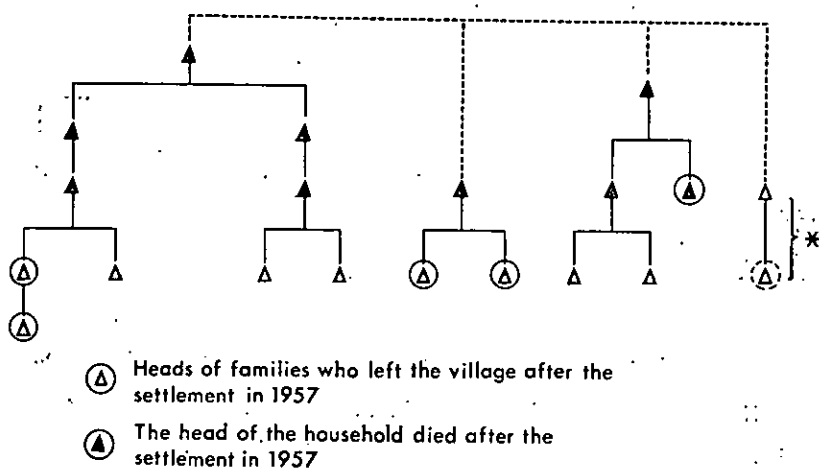 *
Heads of families who left the village after the
settlement in 1957
The head of the household died after the
settlement in 1957